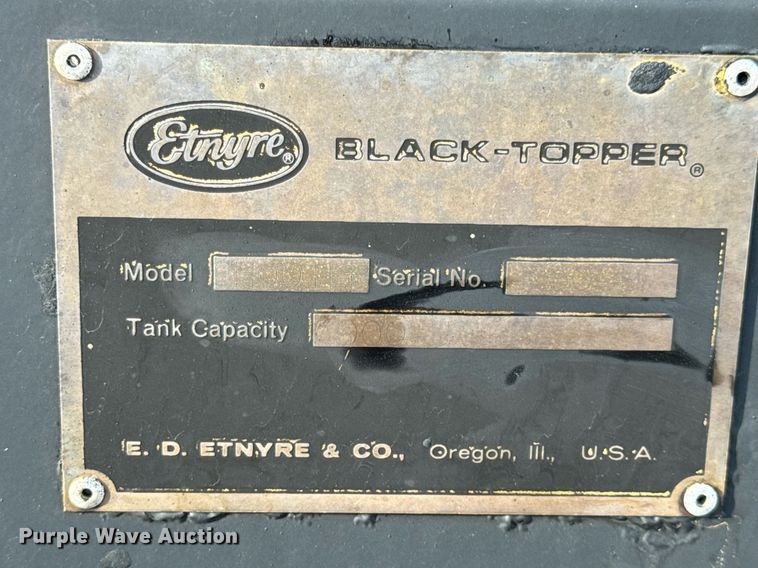 Etnyre® BLACK-TOPPER®
Model Serial No.
Tank Capacity
E. D. ETNYRE & CO., Oregon, Ill., U.S.A.
Purple Wave Auction